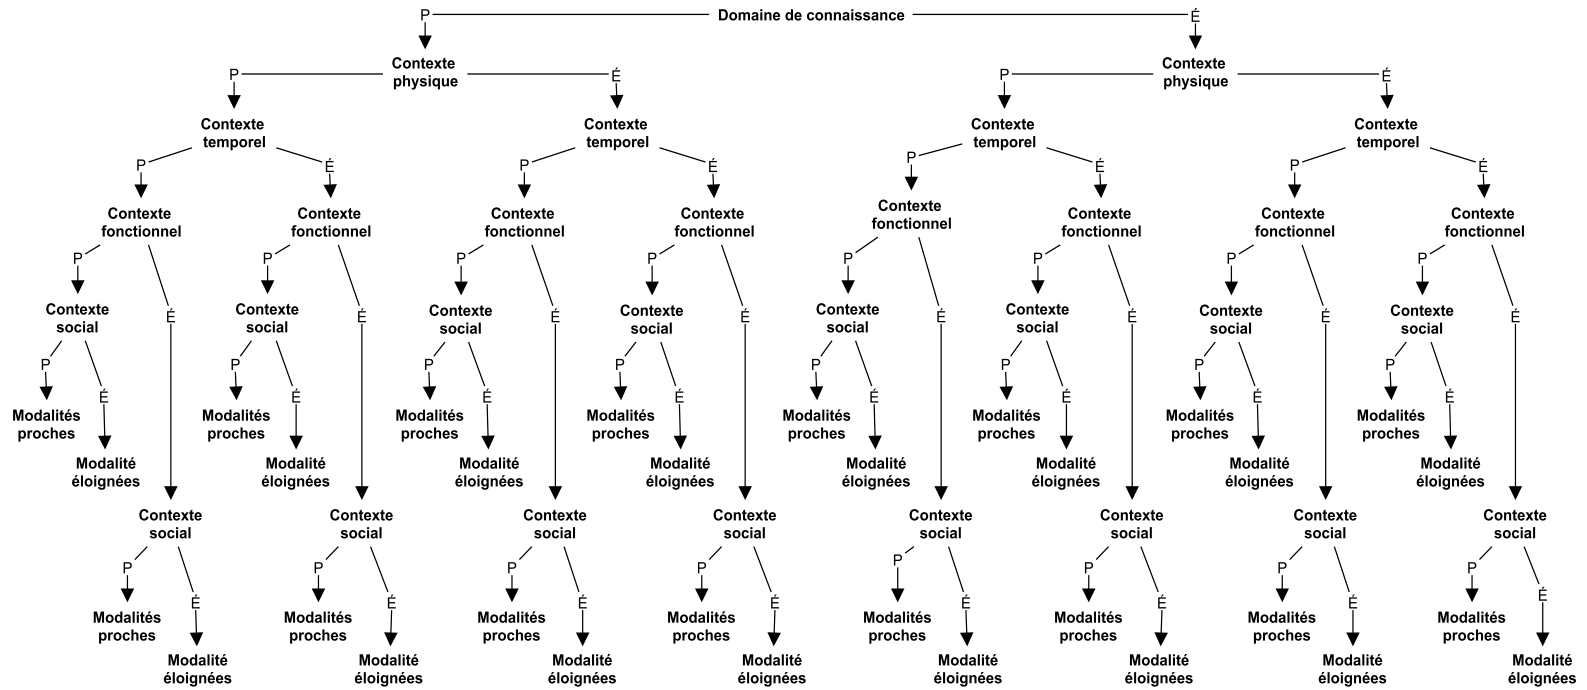 P Domaine de connaissance É
Contexte physique Contexte physique
P É P É
Contexte temporel Contexte temporel Contexte temporel Contexte temporel
P É P É P É P É
Contexte fonctionnel Contexte fonctionnel Contexte fonctionnel Contexte fonctionnel Contexte fonctionnel Contexte fonctionnel Contexte fonctionnel Contexte fonctionnel
P P P P P P P P
Contexte social É Contexte social É Contexte social É Contexte social É Contexte social É Contexte social É Contexte social É Contexte social É
P É P É P É P É P É P É P É P É
Modalités proches Modalités proches Modalités proches Modalités proches Modalités proches Modalités proches Modalités proches Modalités proches
Modalité éloignées Modalité éloignées Modalité éloignées Modalité éloignées Modalité éloignées Modalité éloignées Modalité éloignées Modalité éloignées
Contexte social Contexte social Contexte social Contexte social Contexte social Contexte social Contexte social Contexte social
P É P É P É P É P É P É P É P É
Modalités proches Modalités proches Modalités proches Modalités proches Modalités proches Modalités proches Modalités proches Modalités proches
Modalité éloignées Modalité éloignées Modalité éloignées Modalité éloignées Modalité éloignées Modalité éloignées Modalité éloignées Modalité éloignées